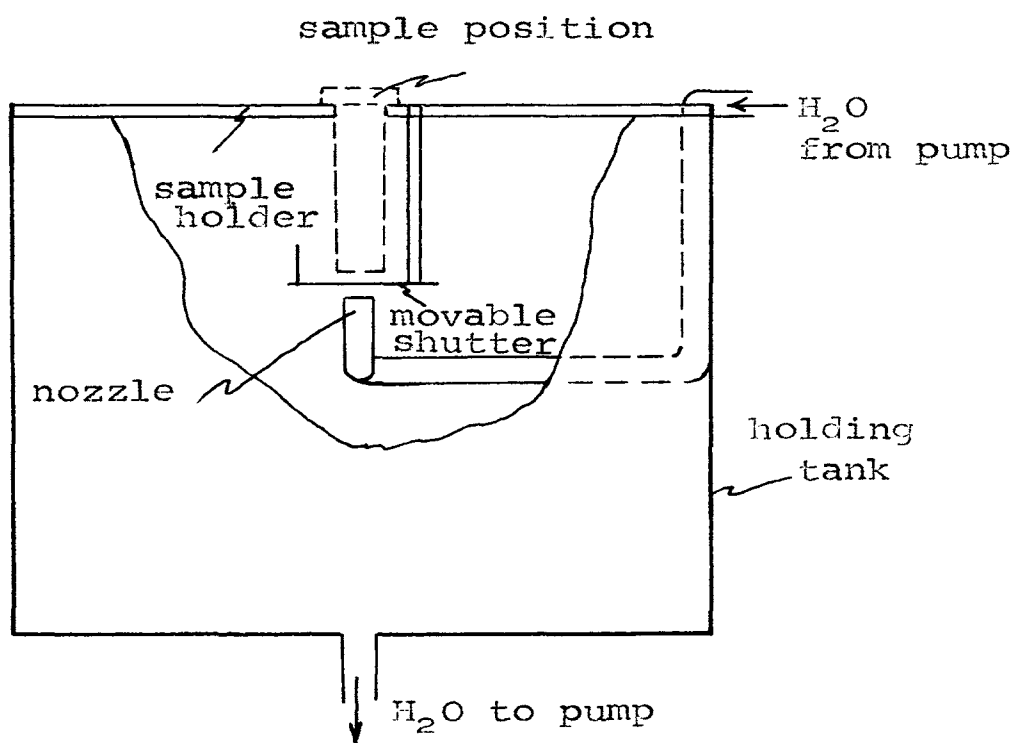 sample position
H₂O
from pump
sample
holder
movable
shutter
nozzle
holding
tank
H₂O to pump